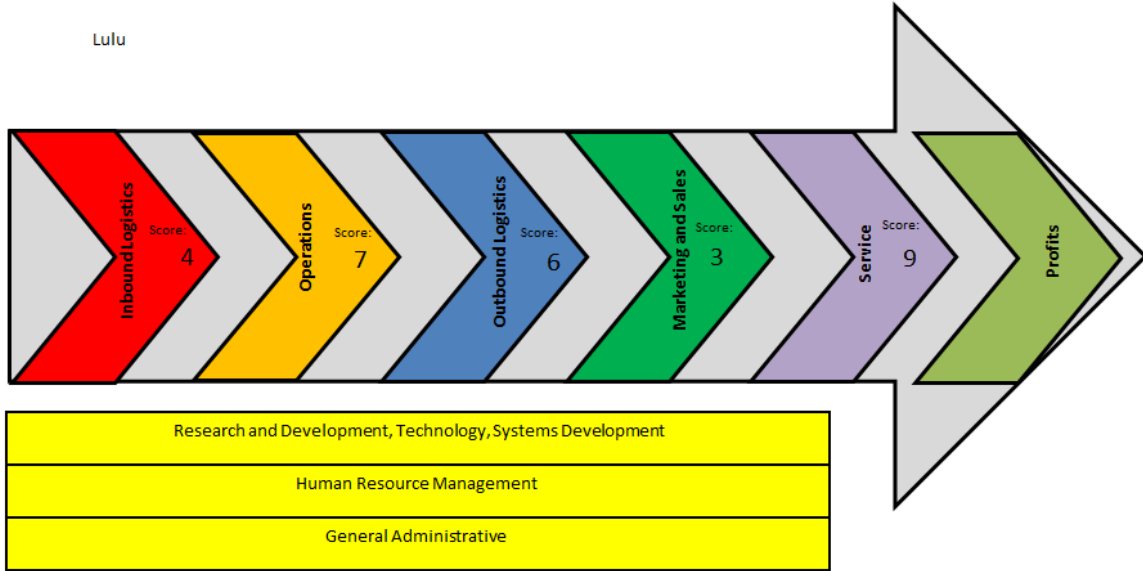 Lulu
Inbound Logistics
Score:
4
Operations
Score:
7
Outbound Logistics
Score:
6
Marketing and Sales
Score:
3
Service
Score:
9
Profits
Research and Development, Technology, Systems Development
Human Resource Management
General Administrative